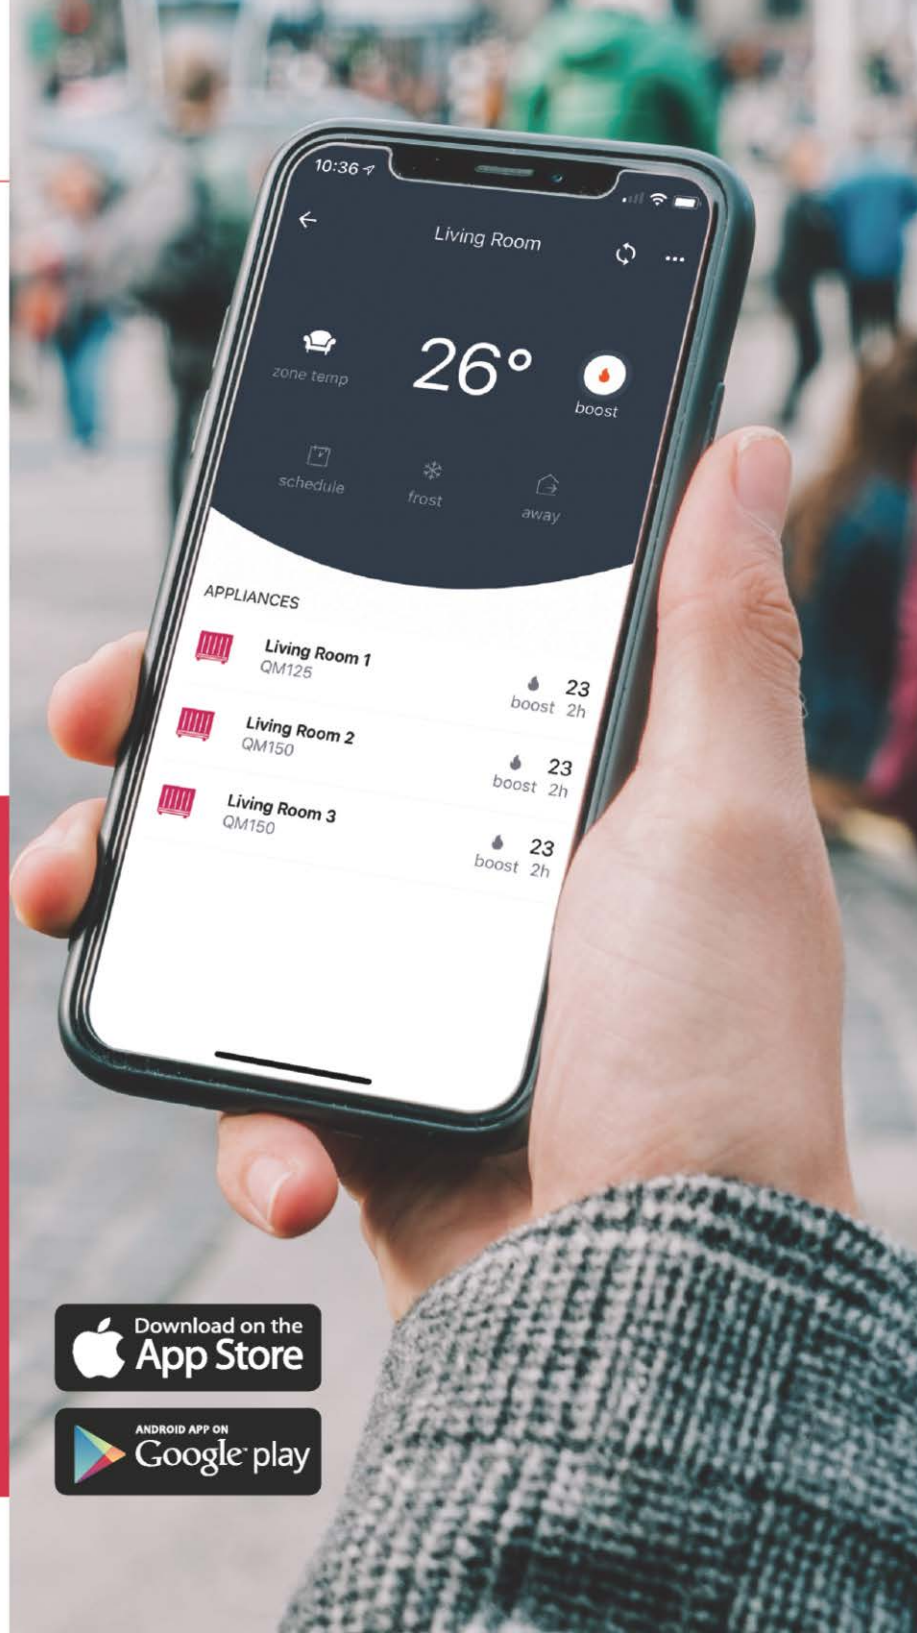 10:36
Living Room
zone temp
26°
boost
schedule
frost
away
APPLIANCES
Living Room 1
QM125
23
boost 2h
Living Room 2
QM150
23
boost 2h
Living Room 3
QM150
23
boost 2h
Download on the
App Store
ANDROID APP ON
Google play